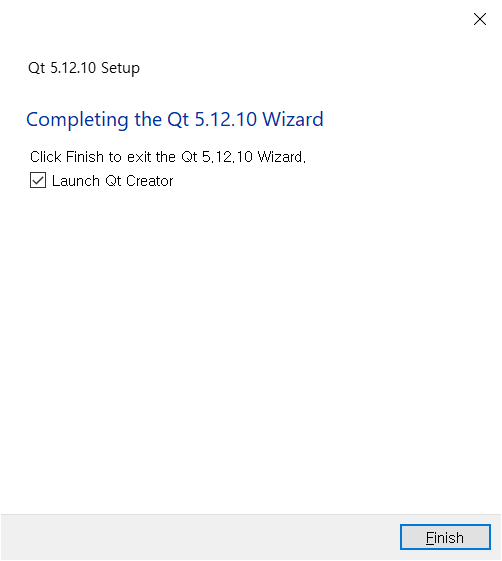 Qt 5.12.10 Setup
Completing the Qt 5.12.10 Wizard
Click Finish to exit the Qt 5.12.10 Wizard.
Launch Qt Creator
Finish